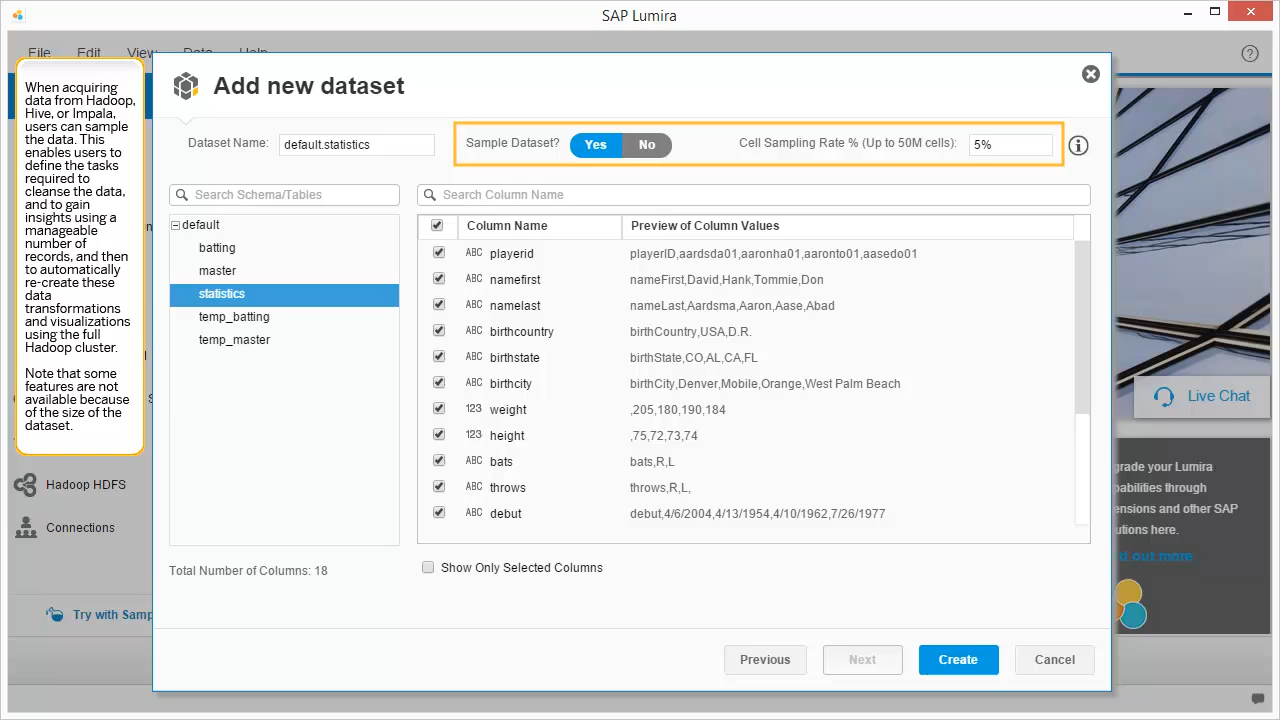 SAP Lumira
File Edit View Data Help
When acquiring
data from Hadoop,
Hive, or Impala,
users can sample
the data. This
enables users to
define the tasks
required to
cleanse the data,
and to gain
insights using a
manageable
number of
records, and then
to automatically
re-create these
data
transformations
and visualizations
using the full
Hadoop cluster.
Note that some
features are not
available because
of the size of the
dataset.
Hadoop HDFS
Connections
Try with Samp
Add new dataset
Dataset Name: default.statistics
Sample Dataset? Yes No Cell Sampling Rate % (Up to 50M cells): 5%
Search Schema/Tables
default
batting
master
statistics
temp_batting
temp_master
Total Number of Columns: 18
Search Column Name
Column Name Preview of Column Values
ABC playerid playerID,aardsda01,aaronha01,aaronto01,aasedo01
ABC namefirst nameFirst,David,Hank,Tommie,Don
ABC namelast nameLast,Aardsma,Aaron,Aase,Abad
ABC birthcountry birthCountry,USA,D.R.
ABC birthstate birthState,CO,AL,CA,FL
ABC birthcity birthCity,Denver,Mobile,Orange,West Palm Beach
123 weight ,205,180,190,184
123 height ,75,72,73,74
ABC bats bats,R,L
ABC throws throws,R,L,
ABC debut debut,4/6/2004,4/13/1954,4/10/1962,7/26/1977
Show Only Selected Columns
Previous Next Create Cancel
Live Chat
grade your Lumira
pabilities through
ensions and other SAP
utions here.
d out more